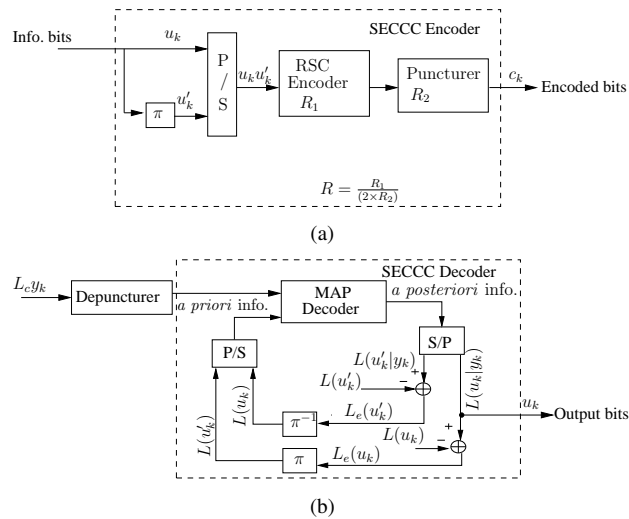 SECCC Encoder
Info. bits
u_k
P
/
S
π
u'_k
u_k u'_k
RSC
Encoder
R_1
Puncturer
R_2
c_k
Encoded bits
R = R_1 / (2×R_2)
(a)
SECCC Decoder
L_c y_k
Depuncturer
a priori info.
MAP
Decoder
a posteriori info.
P/S
S/P
L(u'_k|y_k)
L(u_k|y_k)
L(u'_k)
+
−
L(u'_k)
L(u_k)
π^{−1}
L_e(u'_k)
u_k
Output bits
L(u_k)
+
−
π
L_e(u_k)
(b)